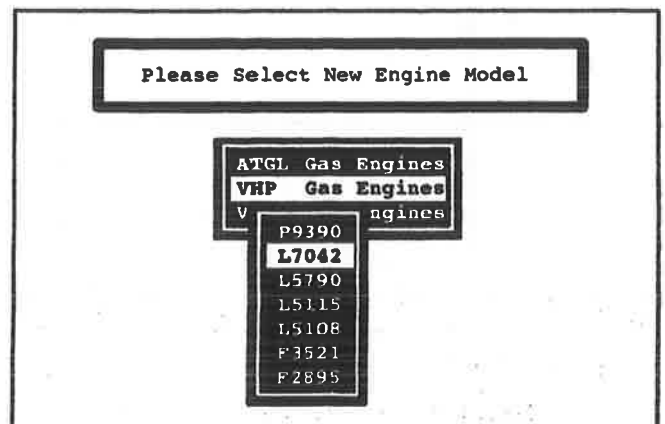 Please Select New Engine Model
ATGL Gas Engines
VHP Gas Engines
V ngines
P9390
L7042
L5790
L5115
L5108
F3521
F2895